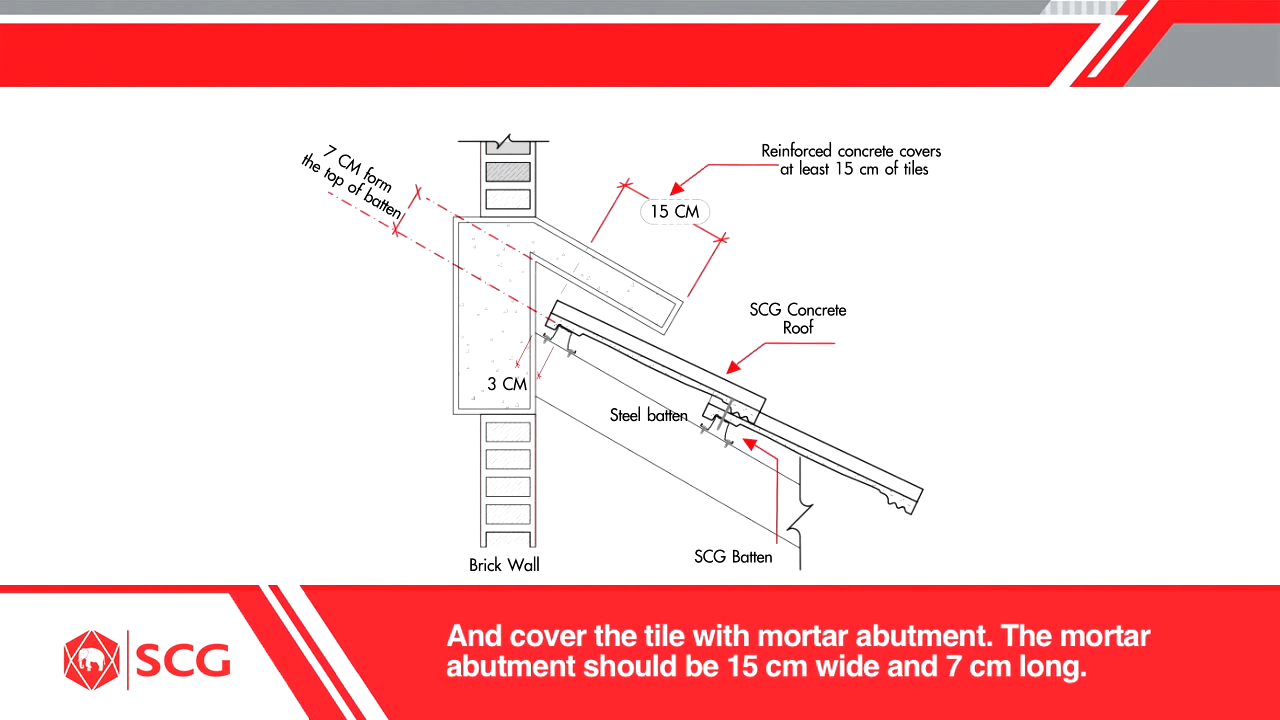 7 CM form
the top of batten
Reinforced concrete covers
at least 15 cm of tiles
15 CM
SCG Concrete
Roof
3 CM
Steel batten
SCG Batten
Brick Wall
SCG
And cover the tile with mortar abutment. The mortar
abutment should be 15 cm wide and 7 cm long.